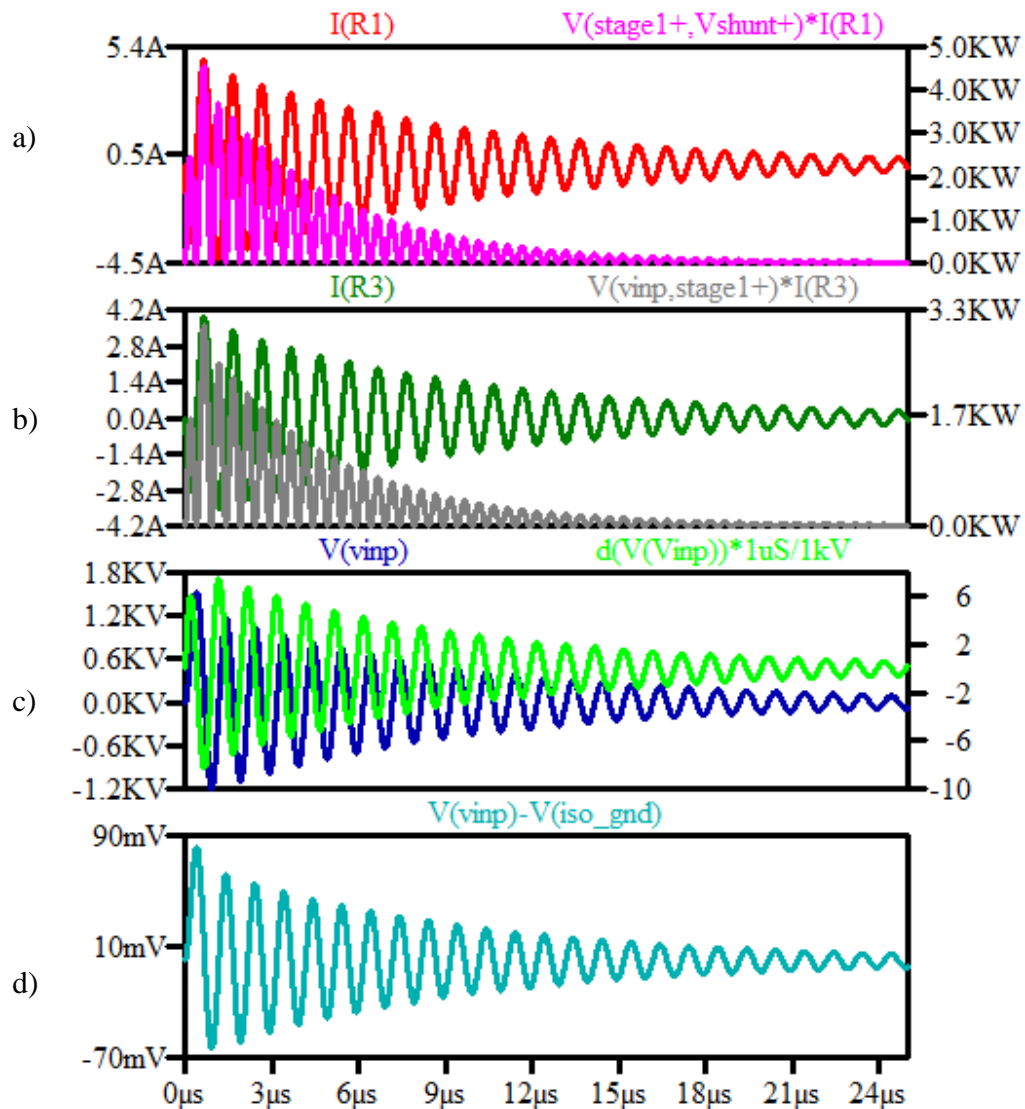 I(R1) V(stage1+,Vshunt+)*I(R1)
5.4A 5.0KW
4.0KW
a) 3.0KW
0.5A
2.0KW
1.0KW
-4.5A 0.0KW
I(R3) V(vinp,stage1+)*I(R3)
4.2A 3.3KW
2.8A
1.4A
b) 0.0A 1.7KW
-1.4A
-2.8A
-4.2A 0.0KW
V(vinp) d(V(Vinp))*1uS/1kV
1.8KV
1.2KV 6
0.6KV 2
c) 0.0KV -2
-0.6KV -6
-1.2KV -10
V(vinp)-V(iso_gnd)
90mV
10mV
d)
-70mV
0µs 3µs 6µs 9µs 12µs 15µs 18µs 21µs 24µs